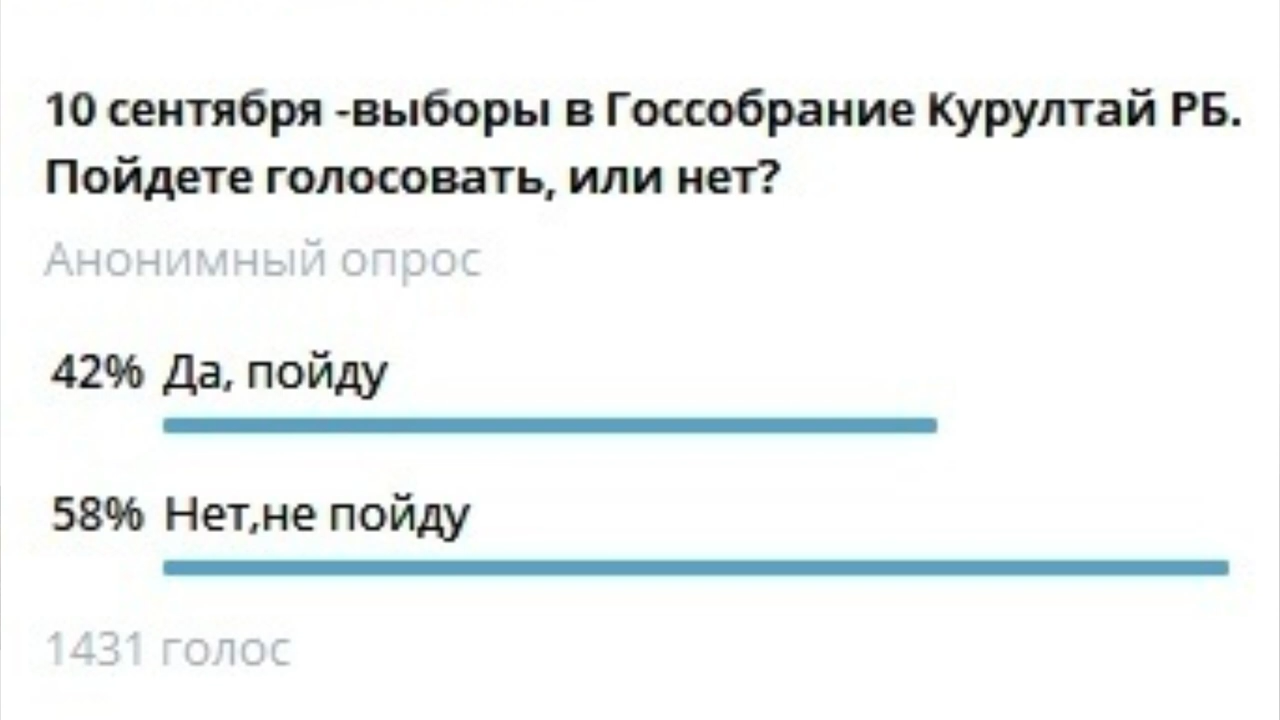 10 сентября -выборы в Госсобрание Курултай РБ.
Пойдете голосовать, или нет?
Анонимный опрос
42% Да, пойду
58% Нет,не пойду
1431 голос